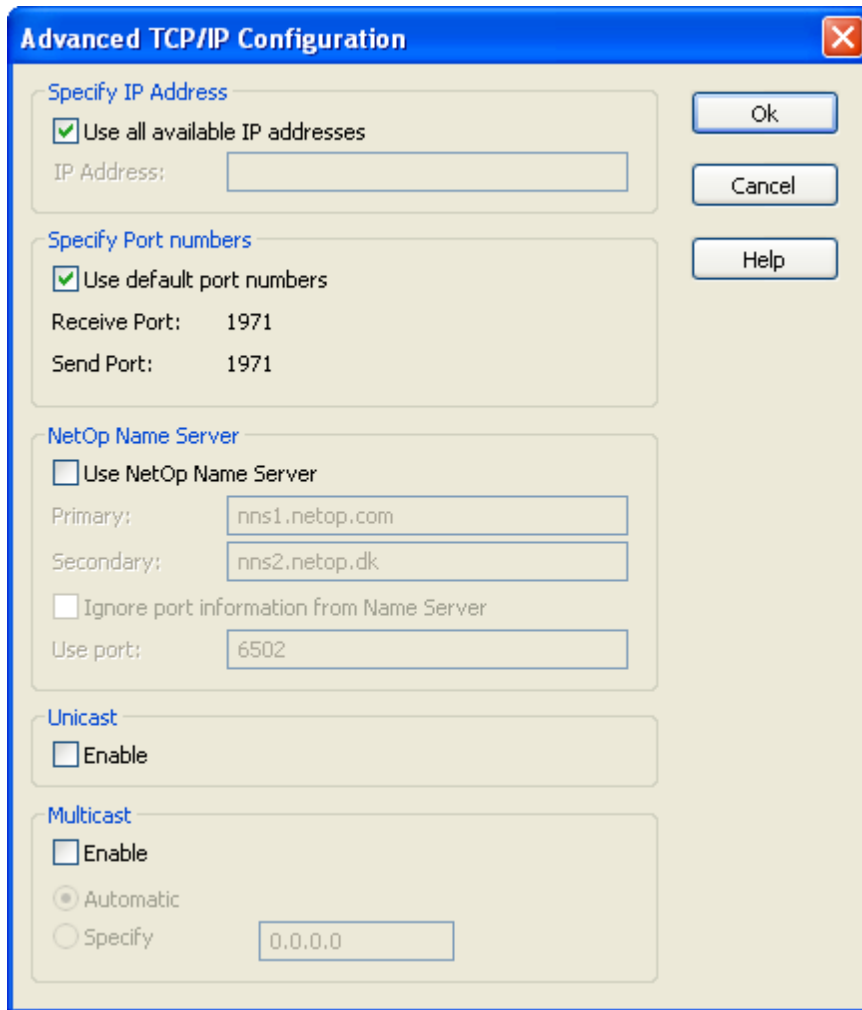 Advanced TCP/IP Configuration
Specify IP Address
Use all available IP addresses
IP Address:
Ok
Cancel
Help
Specify Port numbers
Use default port numbers
Receive Port: 1971
Send Port: 1971
NetOp Name Server
Use NetOp Name Server
Primary: nns1.netop.com
Secondary: nns2.netop.dk
Ignore port information from Name Server
Use port: 6502
Unicast
Enable
Multicast
Enable
Automatic
Specify 0.0.0.0